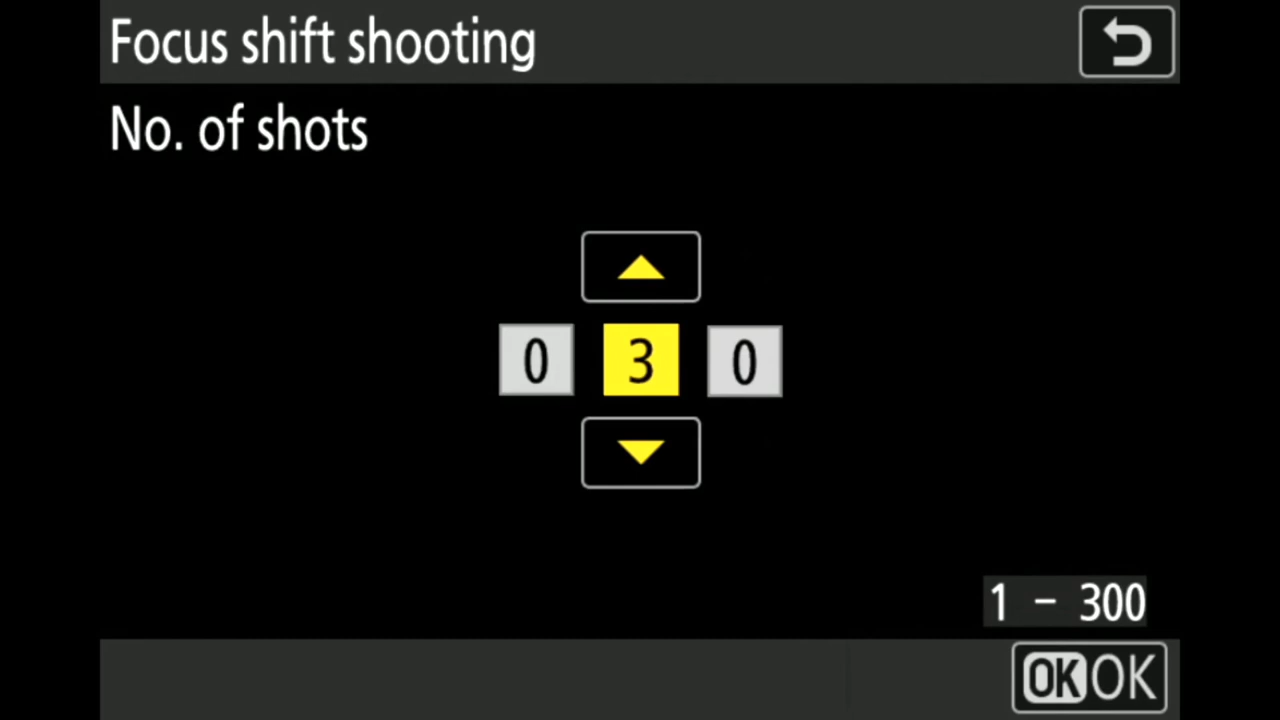 Focus shift shooting
No. of shots
0 3 0
1 – 300
OK OK